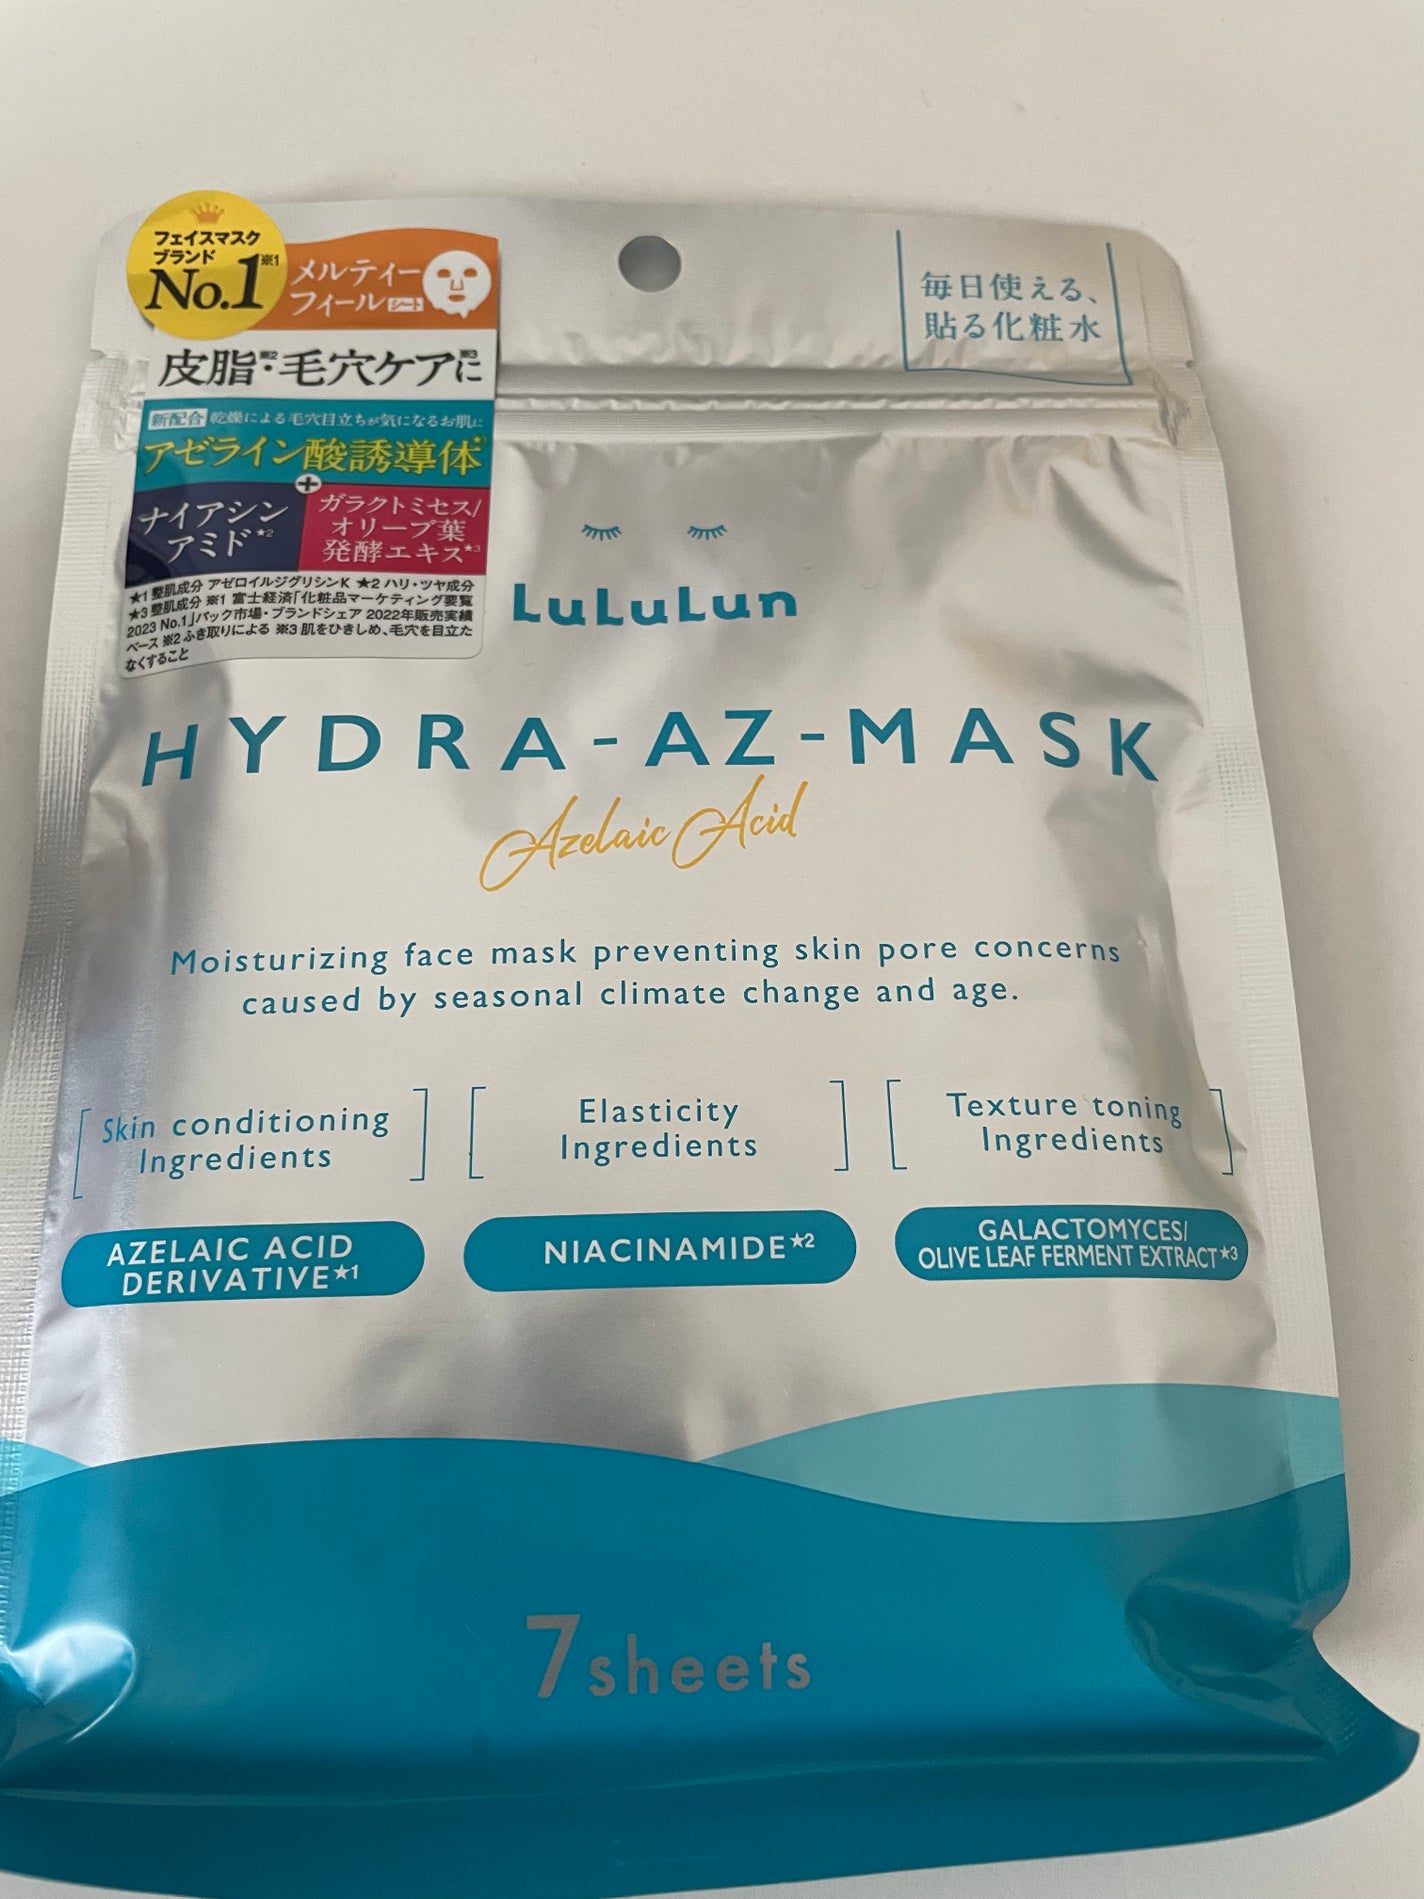 フェイスマスク
ブランド
No.1※1
メルティー
フィールシート
皮脂※2・毛穴ケア※3に
新配合 乾燥による毛穴目立ちが気になるお肌に
アゼライン酸誘導体★1
+
ナイアシン
アミド★2
ガラクトミセス/
オリーブ葉
発酵エキス★3
★1 整肌成分 アゼロイルジグリシンK ★2 ハリ・ツヤ成分
★3 整肌成分 ※1 富士経済「化粧品マーケティング要覧
2023 No.1」パック市場・ブランドシェア 2022年販売実績
ベース ※2 ふき取りによる ※3 肌をひきしめ、毛穴を目立た
なくすること
毎日使える、
貼る化粧水
LuLuLun
HYDRA-AZ-MASK
Azelaic Acid
Moisturizing face mask preventing skin pore concerns
caused by seasonal climate change and age.
Skin conditioning
Ingredients
AZELAIC ACID
DERIVATIVE★1
Elasticity
Ingredients
NIACINAMIDE★2
Texture toning
Ingredients
GALACTOMYCES/
OLIVE LEAF FERMENT EXTRACT★3
7sheets